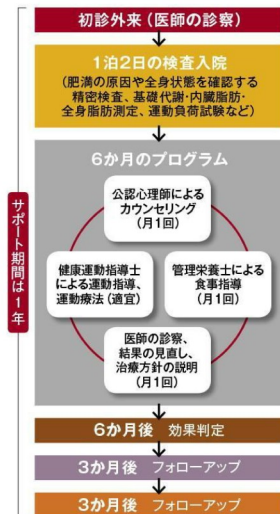 初診外来（医師の診察）
1泊2日の検査入院
（肥満の原因や全身状態を確認する
精密検査、基礎代謝・内臓脂肪・
全身脂肪測定、運動負荷試験など）
6か月のプログラム
公認心理師による
カウンセリング
（月1回）
健康運動指導士
による運動指導、
運動療法（適宜）
管理栄養士による
食事指導
（月1回）
医師の診察、
結果の見直し、
治療方針の説明
（月1回）
サポート期間は1年
6か月後 効果判定
3か月後 フォローアップ
3か月後 フォローアップ